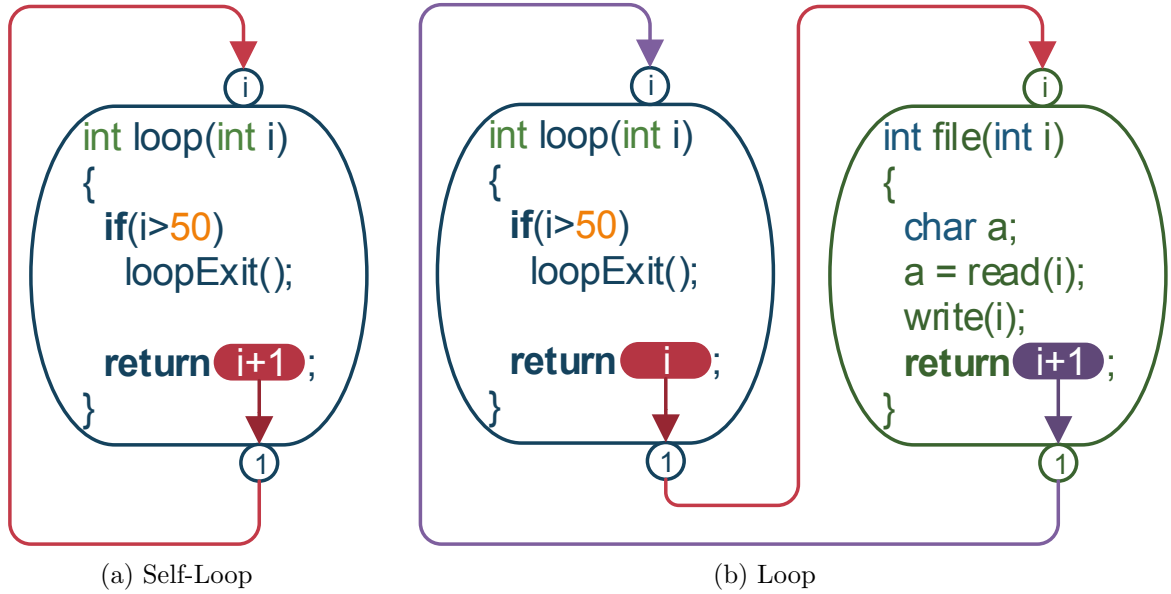 i
int loop(int i)
{
if(i>50)
loopExit();
return i+1 ;
}
1
(a) Self-Loop
i
int loop(int i)
{
if(i>50)
loopExit();
return i ;
}
1
i
int file(int i)
{
char a;
a = read(i);
write(i);
return i+1 ;
}
1
(b) Loop